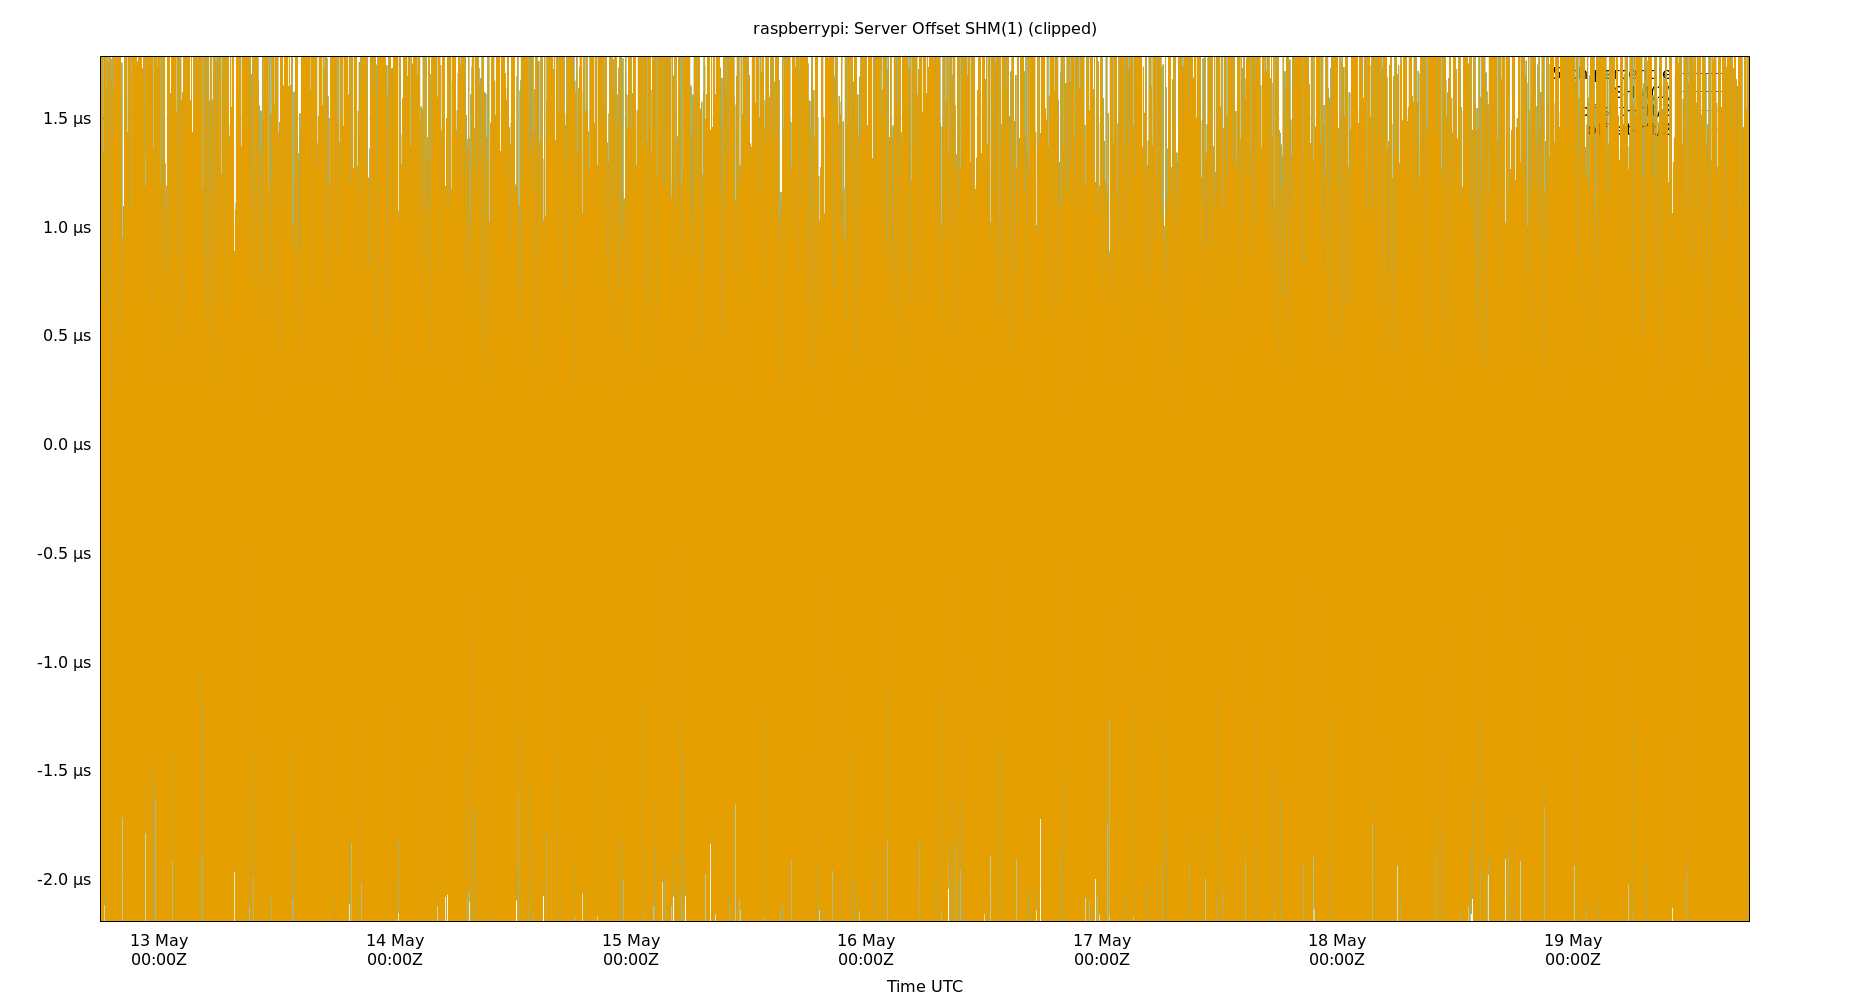 raspberrypi: Server Offset SHM(1) (clipped)
1.5 µs
1.0 µs
0.5 µs
0.0 µs
-0.5 µs
-1.0 µs
-1.5 µs
-2.0 µs
13 May 14 May 15 May 16 May 17 May 18 May 19 May
00:00Z 00:00Z 00:00Z 00:00Z 00:00Z 00:00Z 00:00Z
Time UTC